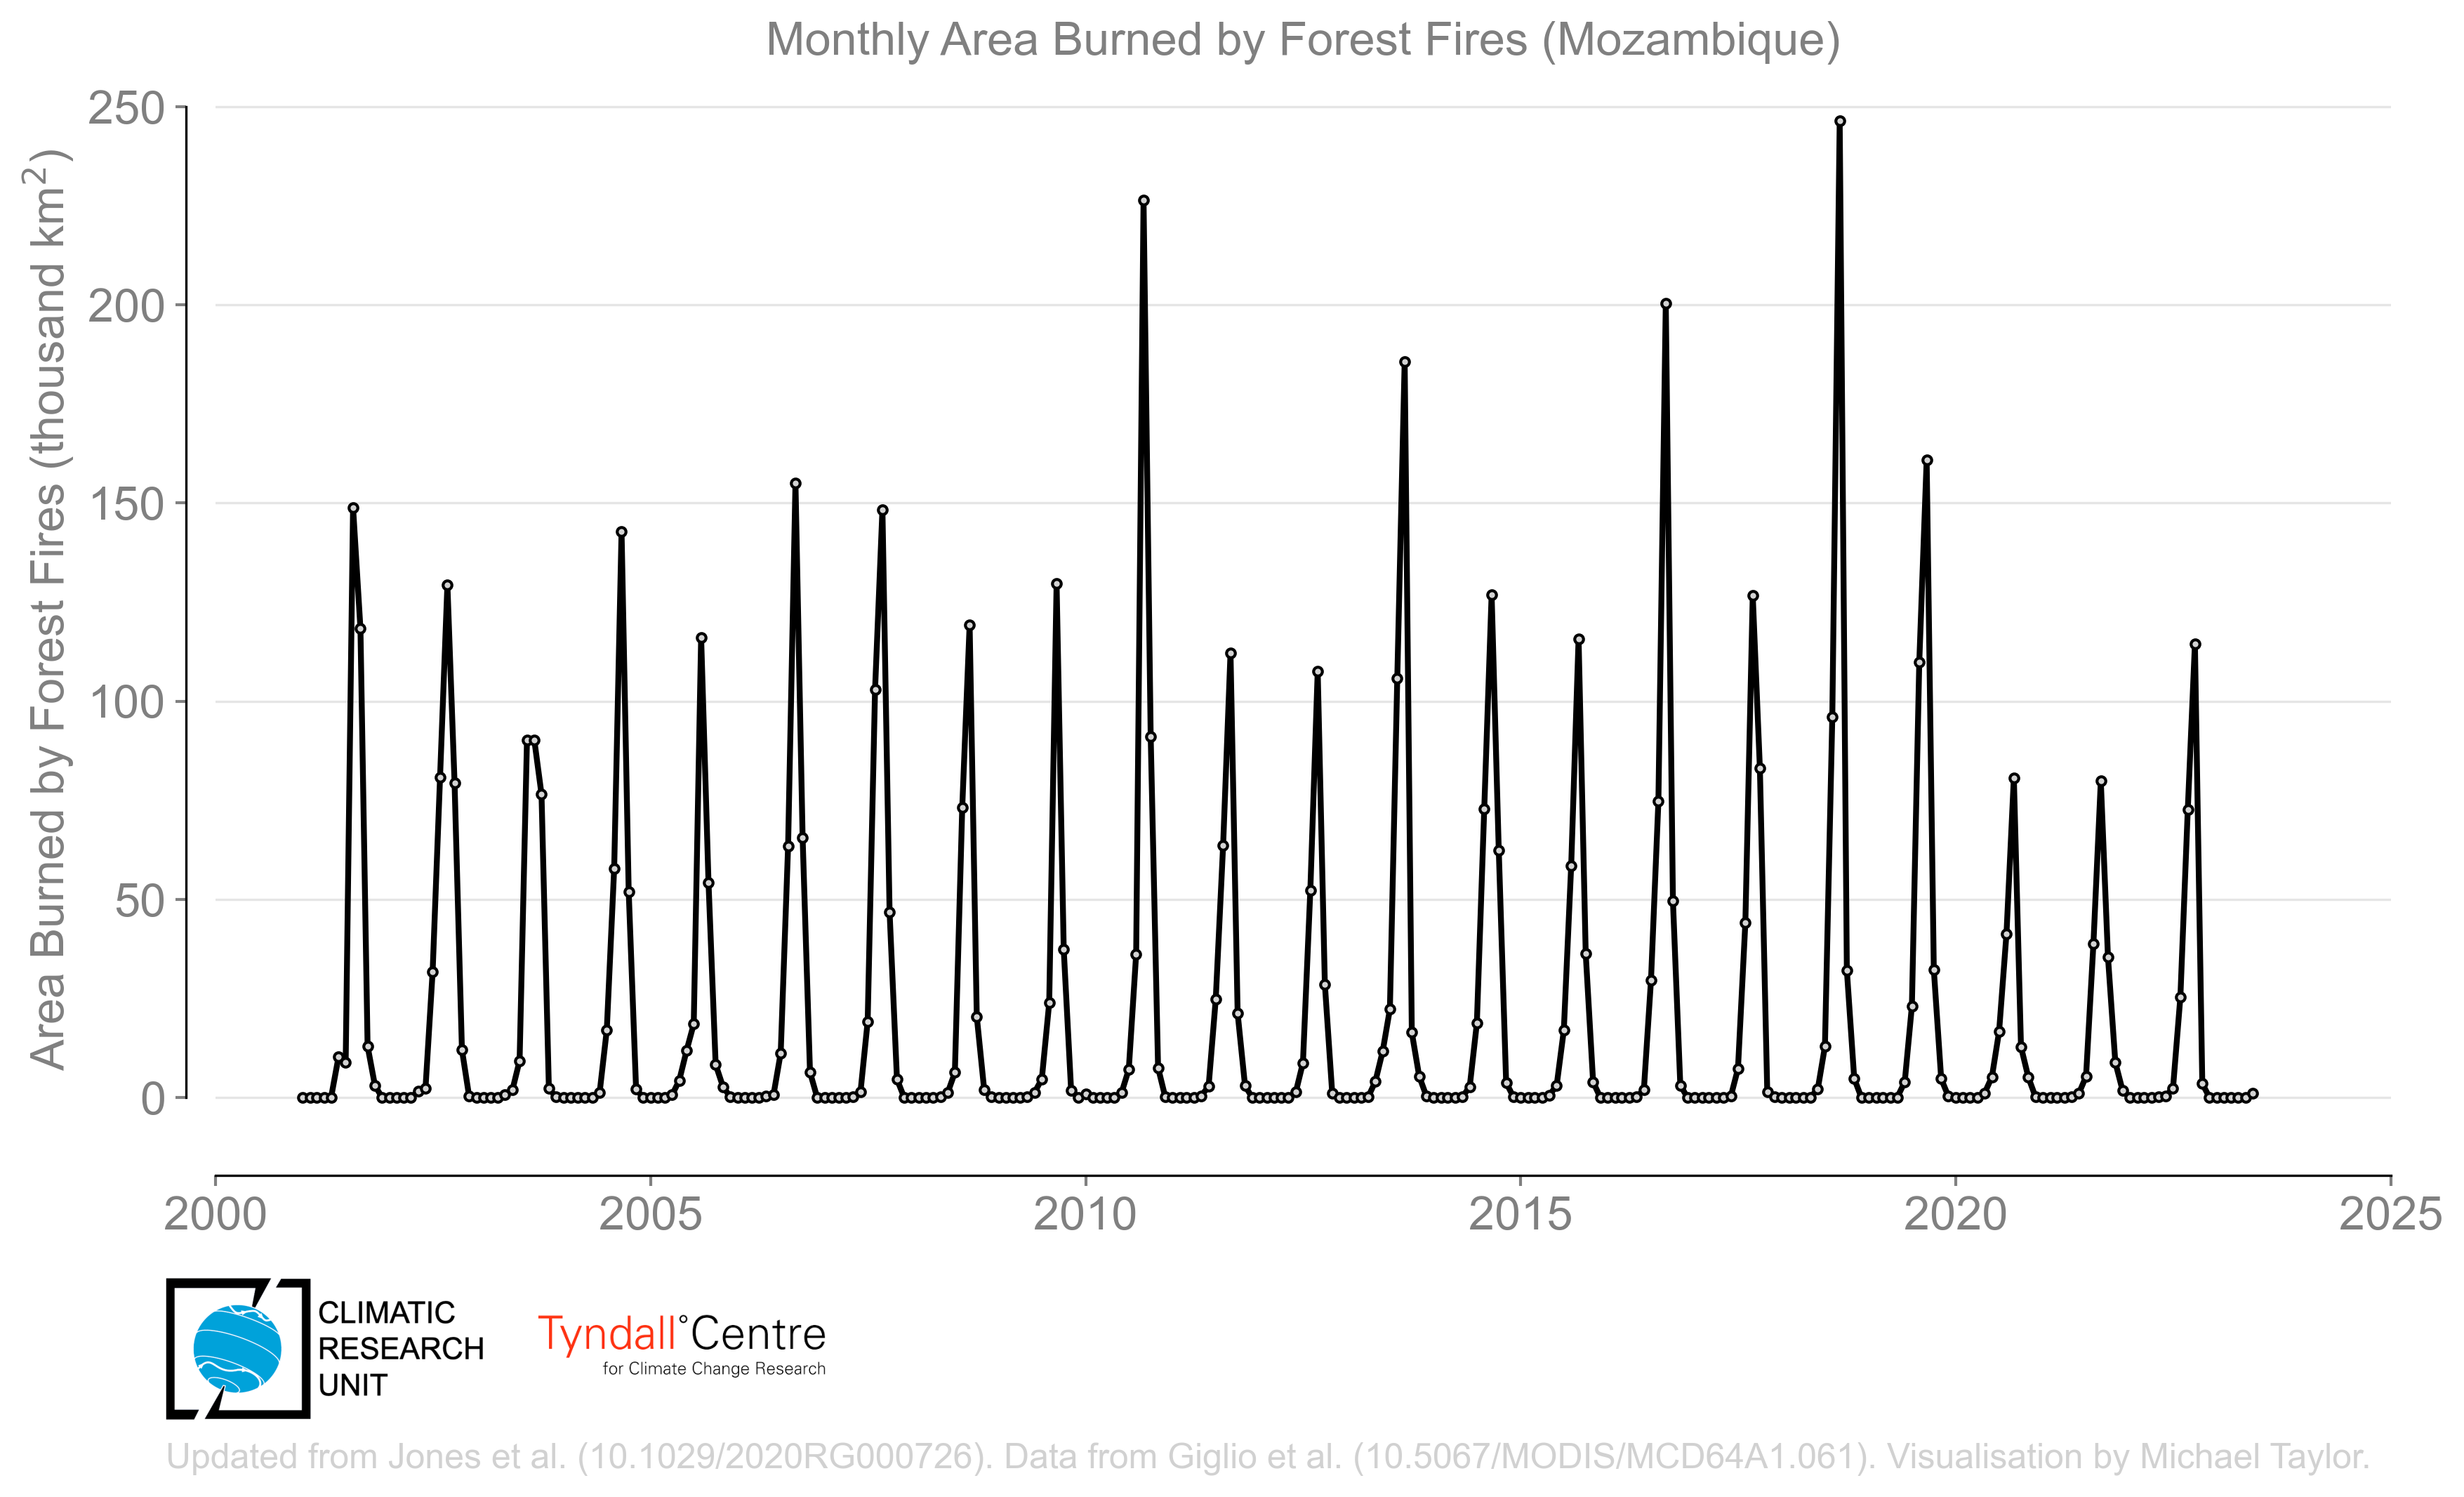 Monthly Area Burned by Forest Fires (Mozambique)
Area Burned by Forest Fires (thousand km²)
250
200
150
100
50
0
2000 2005 2010 2015 2020 2025
CLIMATIC
RESEARCH
UNIT
Tyndall°Centre
for Climate Change Research
Updated from Jones et al. (10.1029/2020RG000726). Data from Giglio et al. (10.5067/MODIS/MCD64A1.061). Visualisation by Michael Taylor.